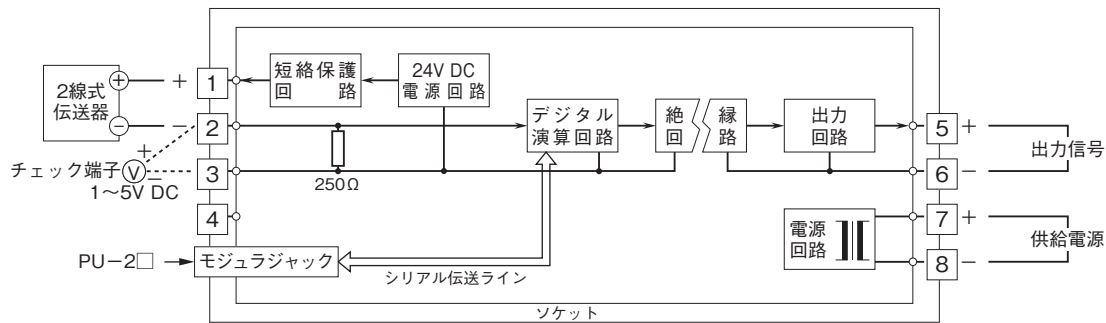 2線式
伝送器
+
−
+
−
1
2
3
4
短絡保護
回路
24V DC
電源回路
デジタル
演算回路
絶縁
回路
出力
回路
5
+
出力信号
6
−
+
チェック端子
V
−
1〜5V DC
250Ω
電源
回路
7
+
供給電源
8
−
PU−2□
モジュラジャック
シリアル伝送ライン
ソケット